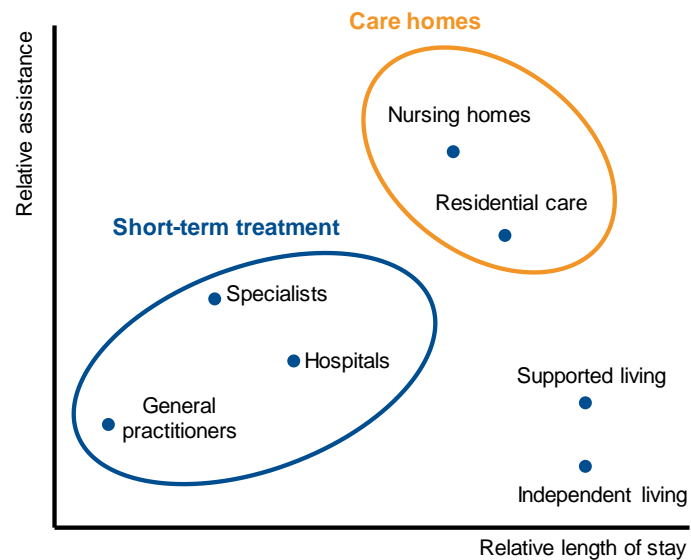 Care homes
Relative assistance
Nursing homes
Residential care
Short-term treatment
Specialists
Hospitals
General
practitioners
Supported living
Independent living
Relative length of stay